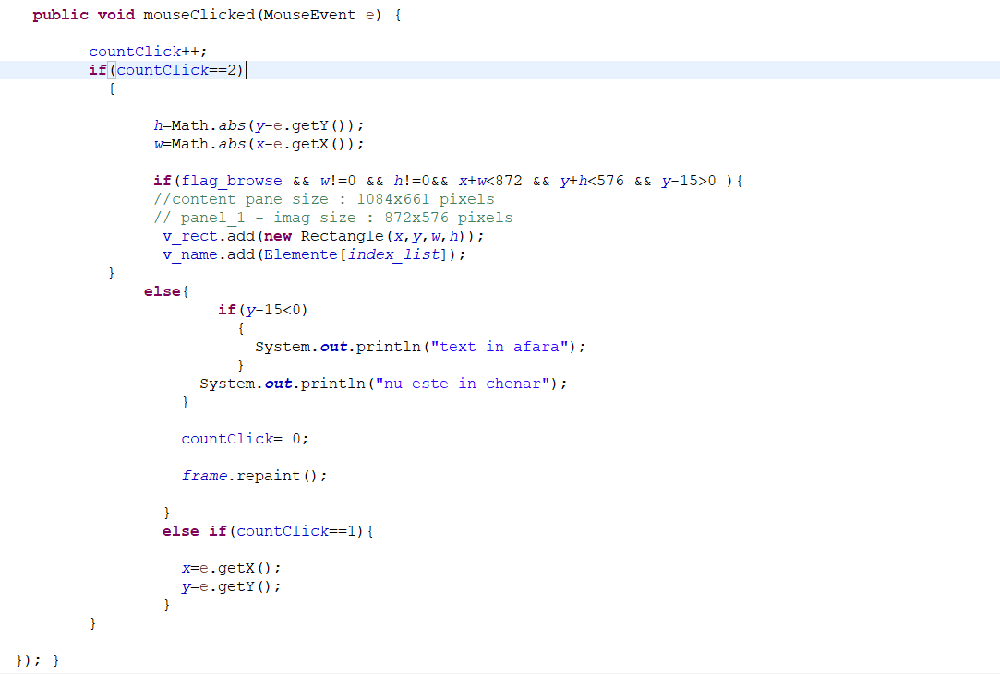 public void mouseClicked(MouseEvent e) {
countClick++;
if(countClick==2)
{
h=Math.abs(y-e.getY());
w=Math.abs(x-e.getX());
if(flag_browse && w!=0 && h!=0&& x+w<872 && y+h<576 && y-15>0 ){
//content pane size : 1084x661 pixels
// panel_1 - imag size : 872x576 pixels
v_rect.add(new Rectangle(x,y,w,h));
v_name.add(Elemente[index_list]);
}
else{
if(y-15<0)
{
System.out.println("text in afara");
}
System.out.println("nu este in chenar");
}
countClick= 0;
frame.repaint();
}
else if(countClick==1){
x=e.getX();
y=e.getY();
}
}
}); }